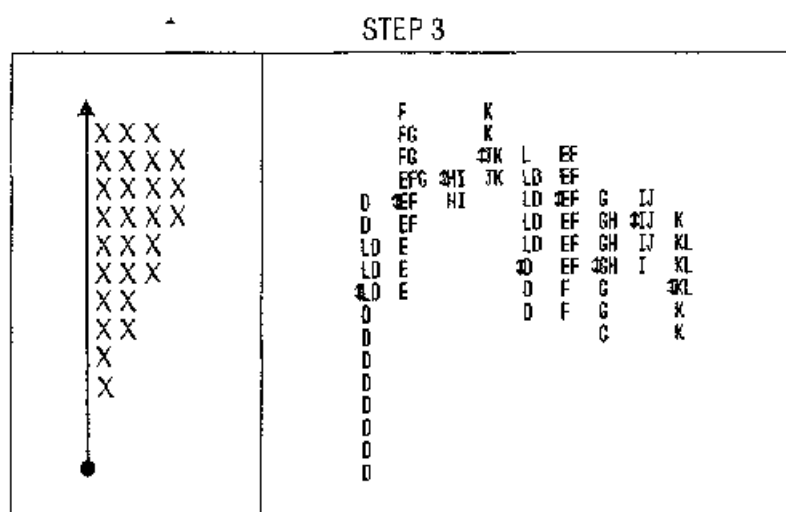 STEP 3
X X X
X X X X
X X X X
X X X X
X X X
X X X
X X
X X
X
X
F K
FG K
FG ‡JK L EF
EFG ‡HI JK LD EF
D ‡EF HI LD ‡EF G IJ
D EF LD EF GH ‡IJ K
LD E LD EF GH IJ KL
LD E ‡D EF ‡GH I KL
‡LD E D F G ‡KL
D D F G K
D G K
D
D
D
D
D
D